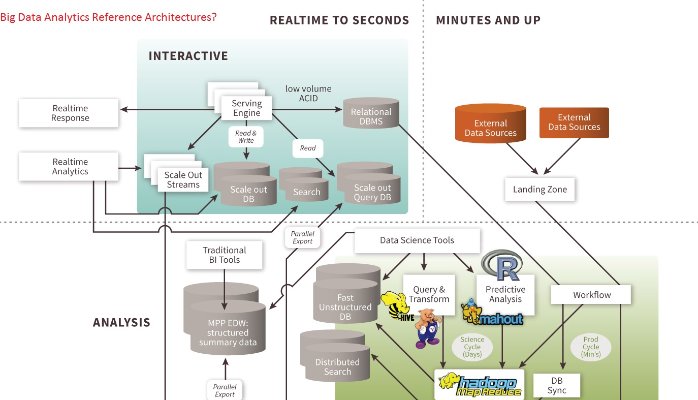 Big Data Analytics Reference Architectures?
REALTIME TO SECONDS
MINUTES AND UP
INTERACTIVE
low volume
ACID
Serving
Engine
Realtime
Response
Relational
DBMS
External
Data Sources
External
Data Sources
Read &
Write
Read
Realtime
Analytics
Scale Out
Streams
Scale out
DB
Search
Scale out
Query DB
Landing Zone
Parallel
Export
Traditional
BI Tools
Data Science Tools
R
Query &
Transform
Predictive
Analysis
Workflow
Fast
Unstructured
DB
HIVE
mahout
MPP EDW:
structured
summary data
ANALYSIS
Science
Cycle
(Days)
Prod
Cycle
(Min's)
Distributed
Search
hadoop
Map Reduce
DB
Sync
Parallel
Export